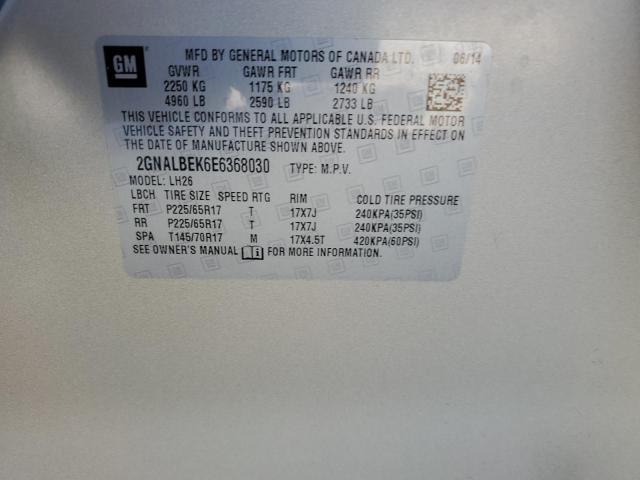 GM
MFD BY GENERAL MOTORS OF CANADA LTD. 06/14
GVWR GAWR FRT GAWR RR
2250 KG 1175 KG 1240 KG
4960 LB 2590 LB 2733 LB
THIS VEHICLE CONFORMS TO ALL APPLICABLE U.S. FEDERAL MOTOR
VEHICLE SAFETY AND THEFT PREVENTION STANDARDS IN EFFECT ON
THE DATE OF MANUFACTURE SHOWN ABOVE.
2GNALBEK6E6368030 TYPE: M.P.V.
MODEL: LH26
LBCH TIRE SIZE SPEED RTG RIM COLD TIRE PRESSURE
FRT P225/65R17 T 17X7J 240KPA(35PSI)
RR P225/65R17 T 17X7J 240KPA(35PSI)
SPA T145/70R17 M 17X4.5T 420KPA(60PSI)
SEE OWNER'S MANUAL FOR MORE INFORMATION.